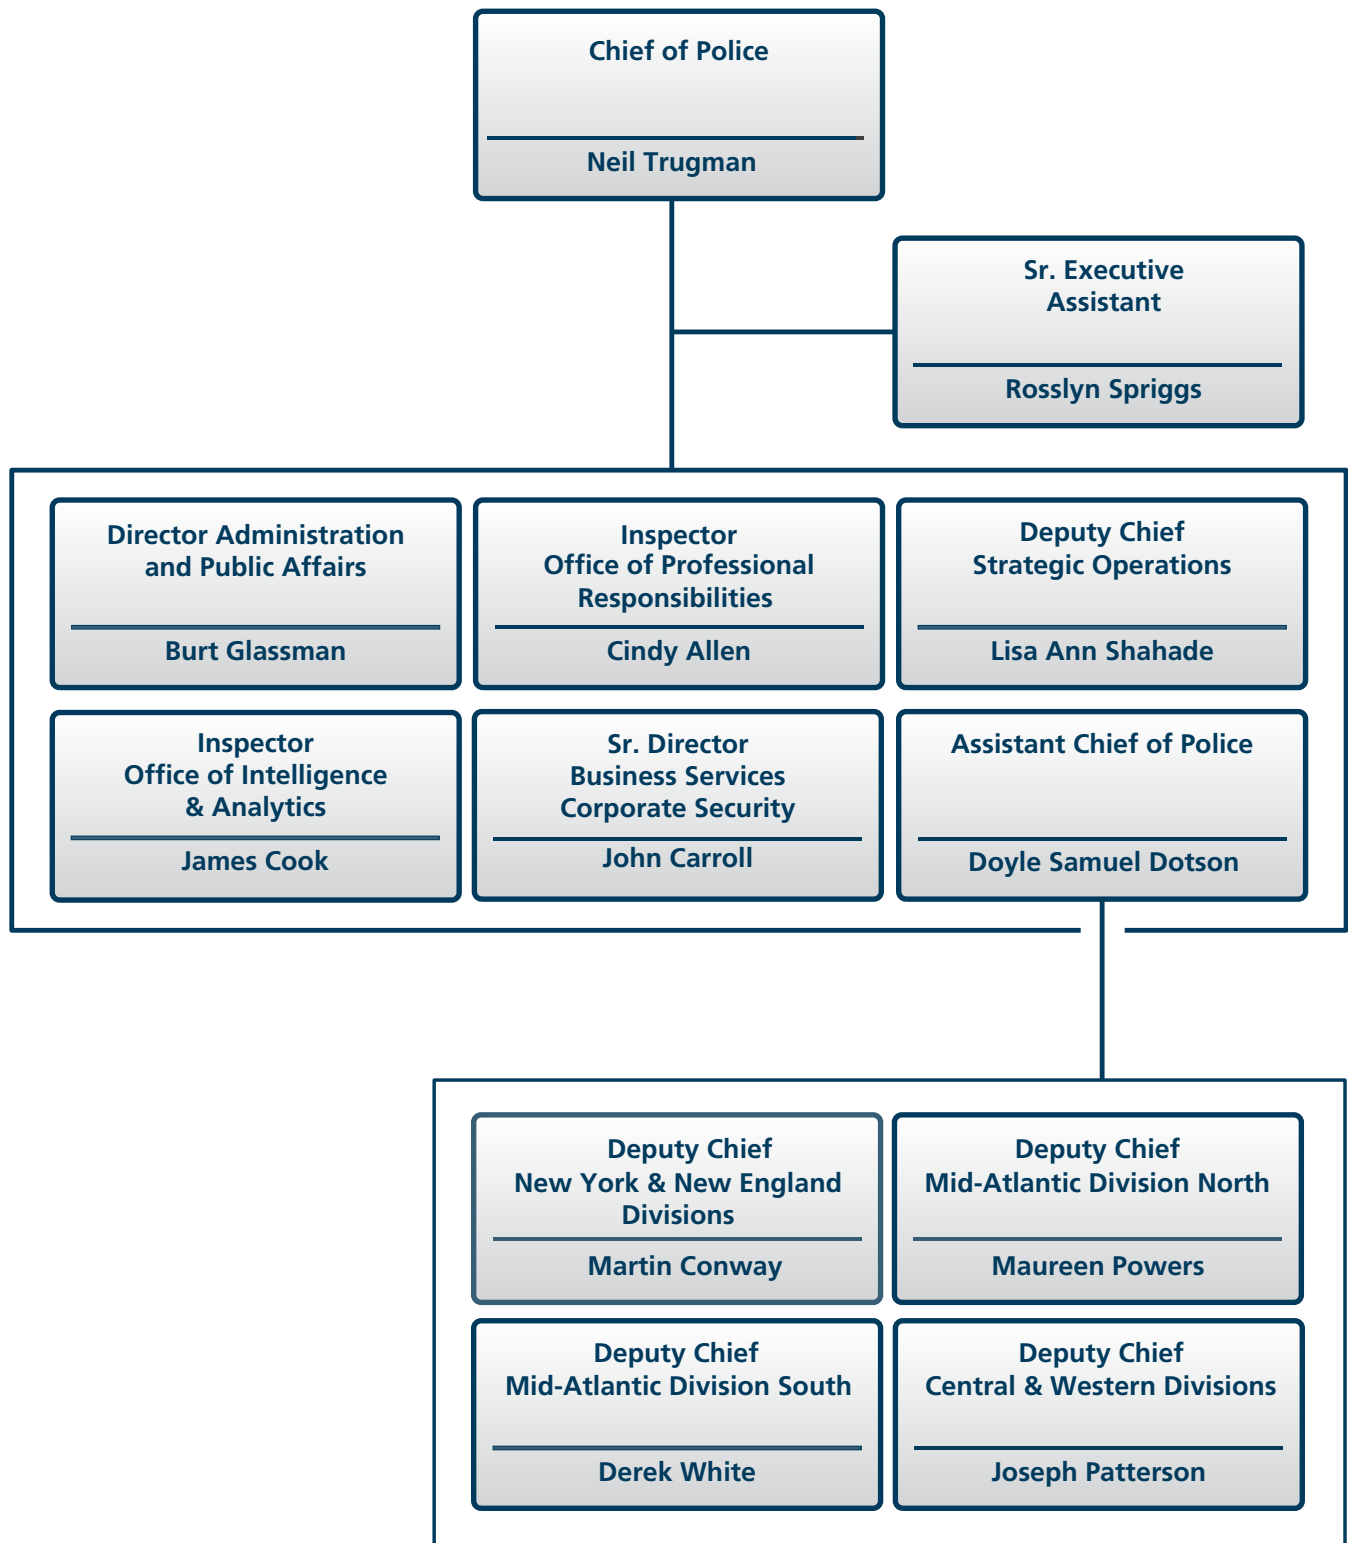 Chief of Police
Neil Trugman
Sr. Executive
Assistant
Rosslyn Spriggs
Director Administration
and Public Affairs
Burt Glassman
Inspector
Office of Professional
Responsibilities
Cindy Allen
Deputy Chief
Strategic Operations
Lisa Ann Shahade
Inspector
Office of Intelligence
& Analytics
James Cook
Sr. Director
Business Services
Corporate Security
John Carroll
Assistant Chief of Police
Doyle Samuel Dotson
Deputy Chief
New York & New England
Divisions
Martin Conway
Deputy Chief
Mid-Atlantic Division North
Maureen Powers
Deputy Chief
Mid-Atlantic Division South
Derek White
Deputy Chief
Central & Western Divisions
Joseph Patterson